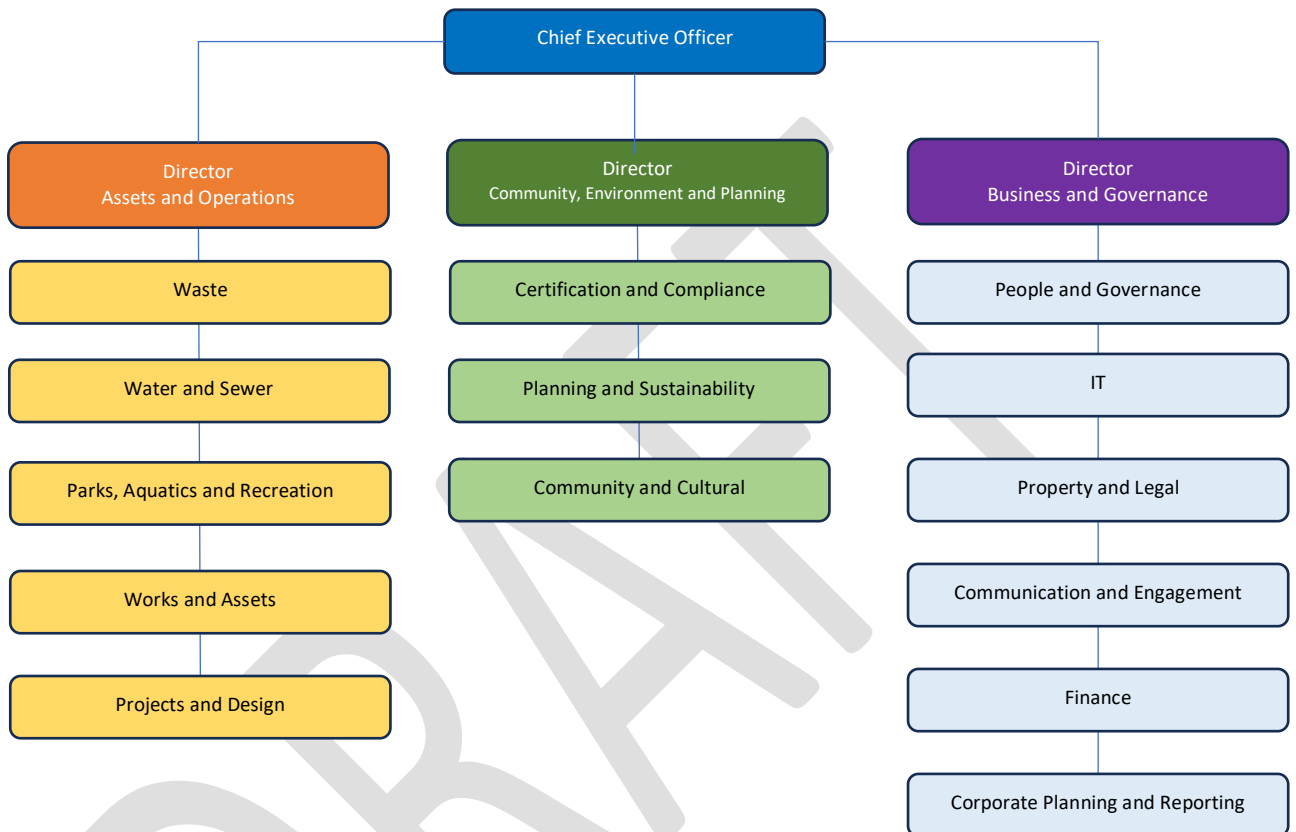 Chief Executive Officer
Director
Assets and Operations
Director
Community, Environment and Planning
Director
Business and Governance
Waste
Water and Sewer
Parks, Aquatics and Recreation
Works and Assets
Projects and Design
Certification and Compliance
Planning and Sustainability
Community and Cultural
People and Governance
IT
Property and Legal
Communication and Engagement
Finance
Corporate Planning and Reporting
DRAFT